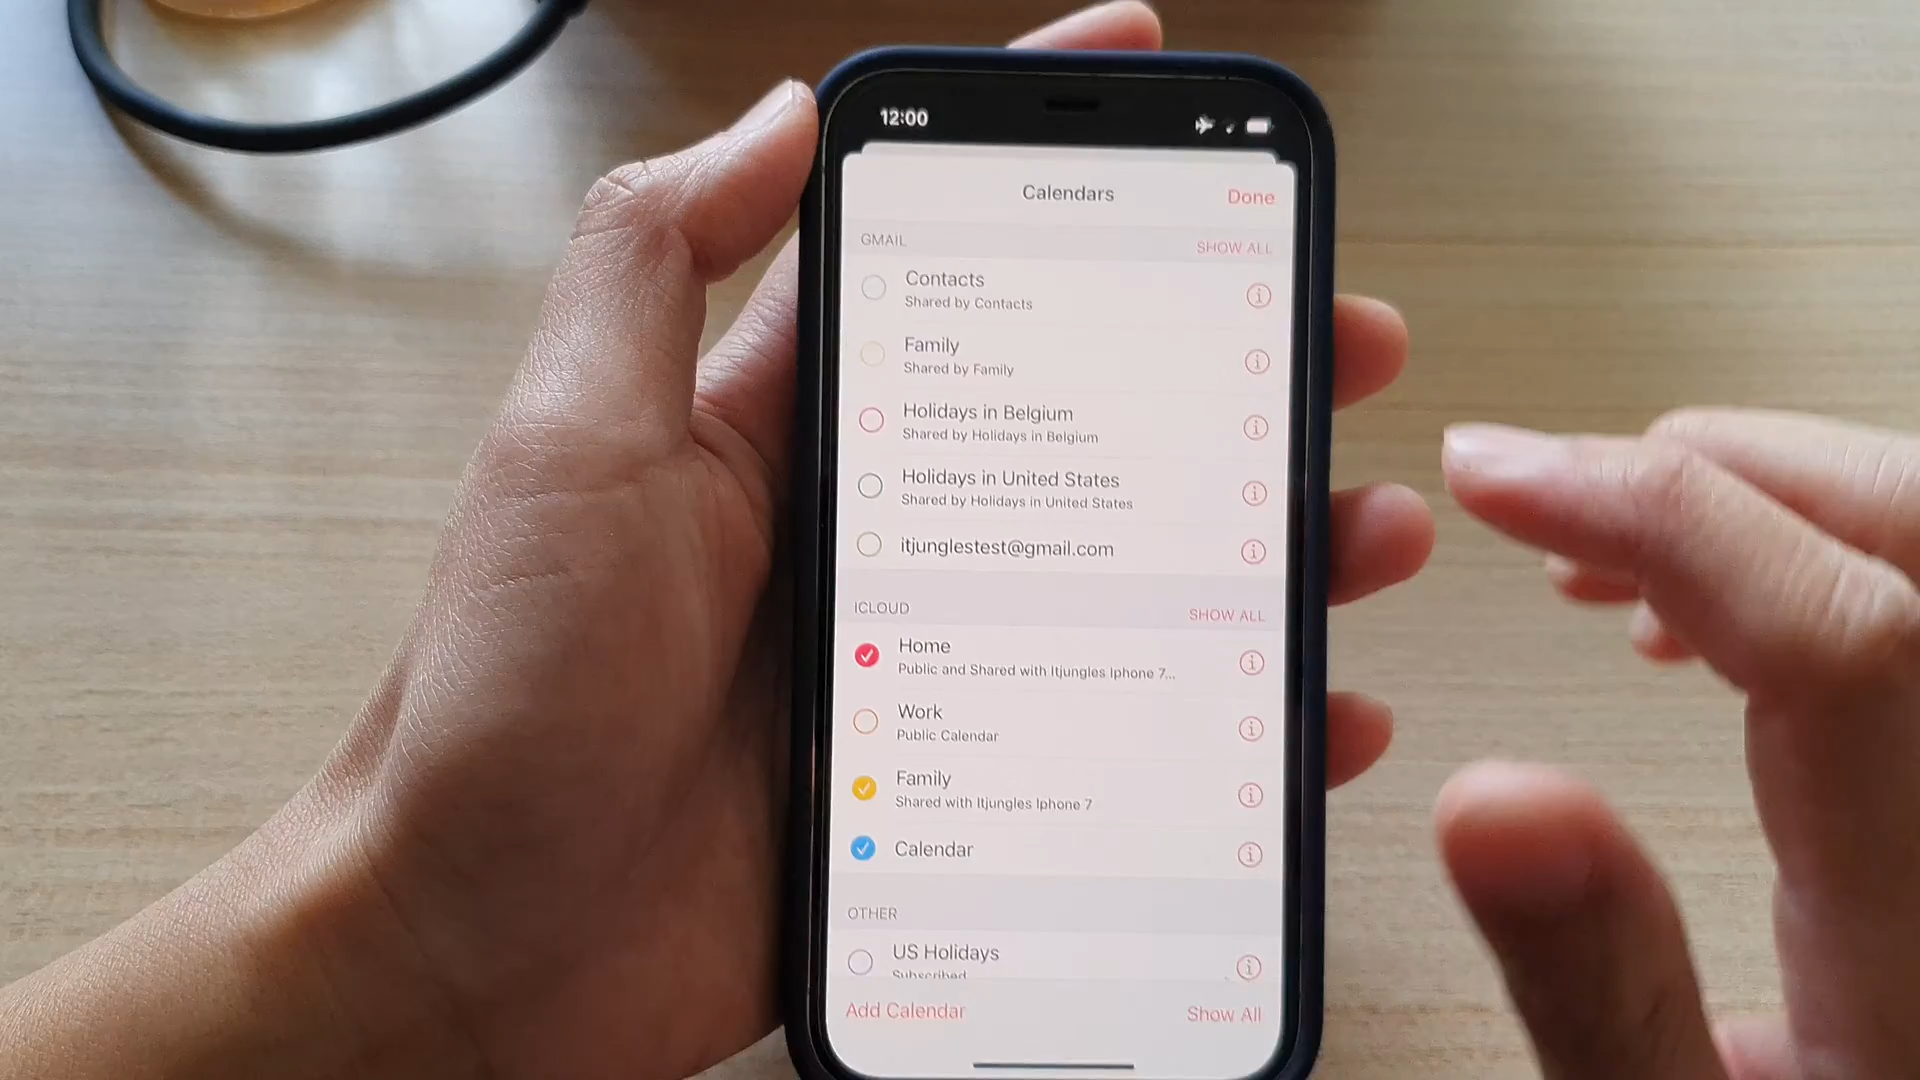 12:00
Calendars
Done
GMAIL
SHOW ALL
Contacts
Shared by Contacts
Family
Shared by Family
Holidays in Belgium
Shared by Holidays in Belgium
Holidays in United States
Shared by Holidays in United States
itjunglestest@gmail.com
ICLOUD
SHOW ALL
Home
Public and Shared with Itjungles Iphone 7...
Work
Public Calendar
Family
Shared with Itjungles Iphone 7
Calendar
OTHER
US Holidays
Subscribed
Add Calendar
Show All